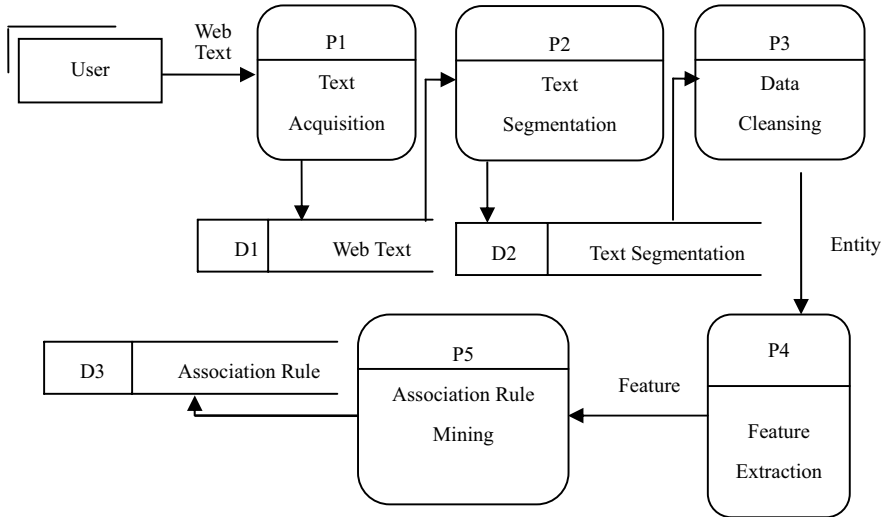 Web
Text
User
P1
Text
Acquisition
P2
Text
Segmentation
P3
Data
Cleansing
D1
Web Text
D2
Text Segmentation
Entity
P4
Feature
Extraction
Feature
P5
Association Rule
Mining
D3
Association Rule